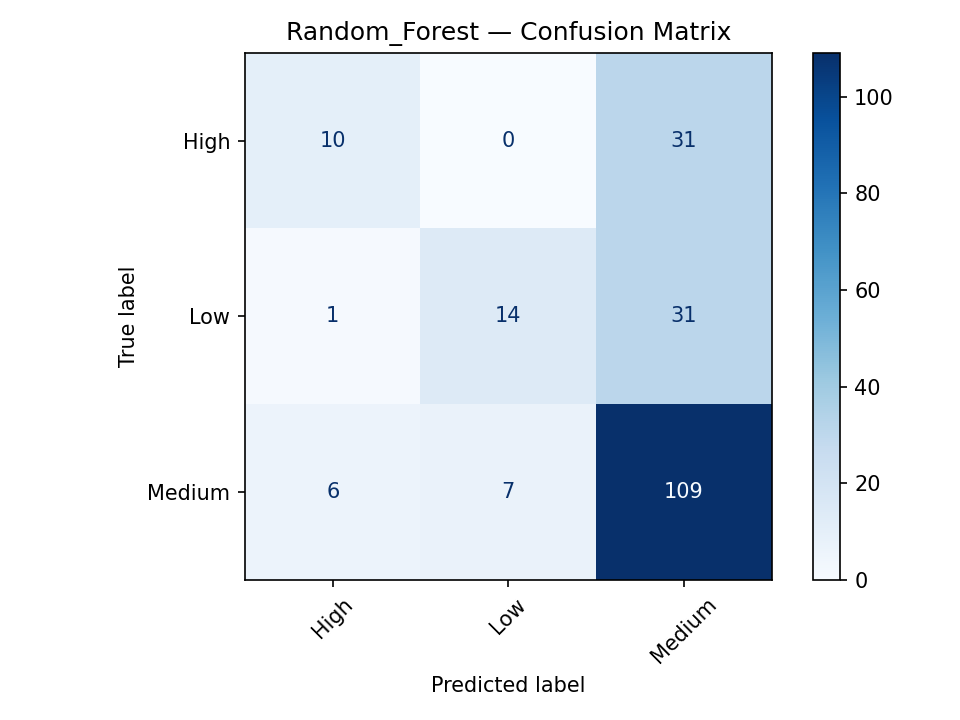 Random_Forest — Confusion Matrix
True label
High
10
0
31
Low
1
14
31
Medium
6
7
109
High
Low
Medium
Predicted label
100
80
60
40
20
0